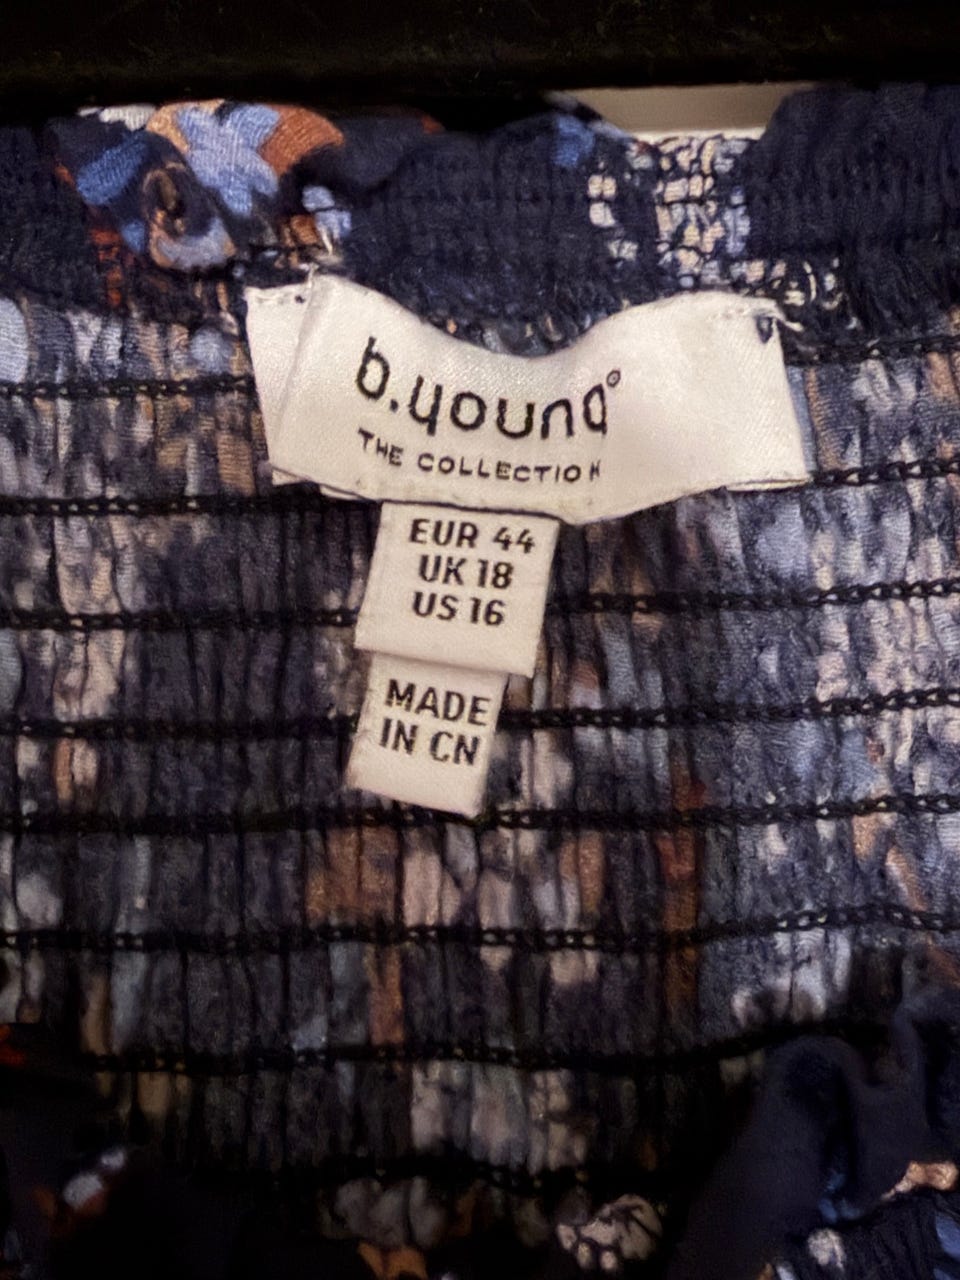 b.young°
THE COLLECTION
EUR 44
UK 18
US 16
MADE
IN CN